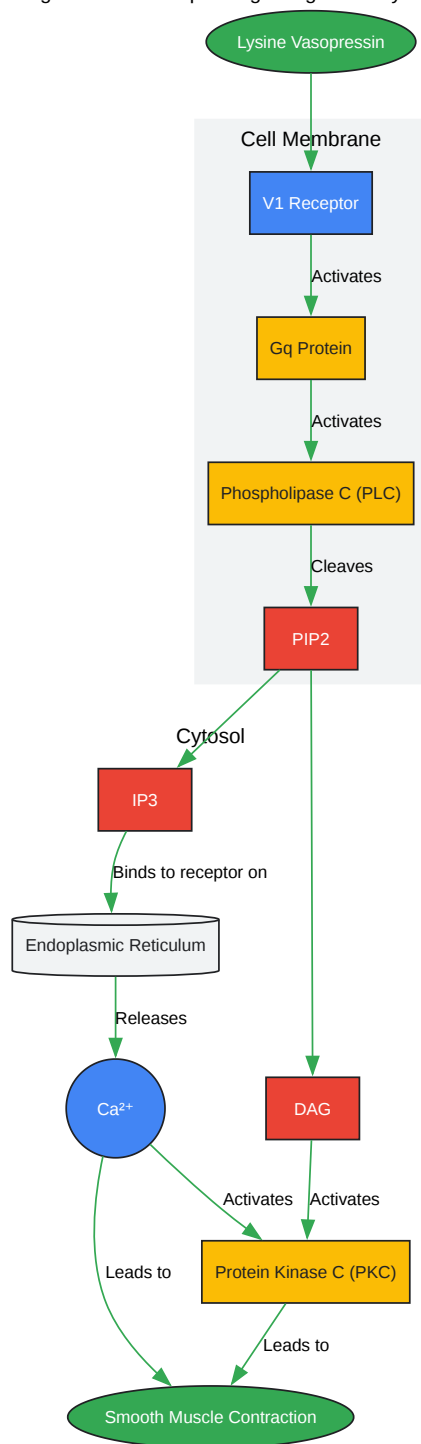 Lysine Vasopressin
Cell Membrane
V1 Receptor
Activates
Gq Protein
Activates
Phospholipase C (PLC)
Cleaves
PIP2
Cytosol
IP3
Binds to receptor on
Endoplasmic Reticulum
Releases
Ca²⁺
DAG
Activates
Activates
Protein Kinase C (PKC)
Leads to
Leads to
Smooth Muscle Contraction